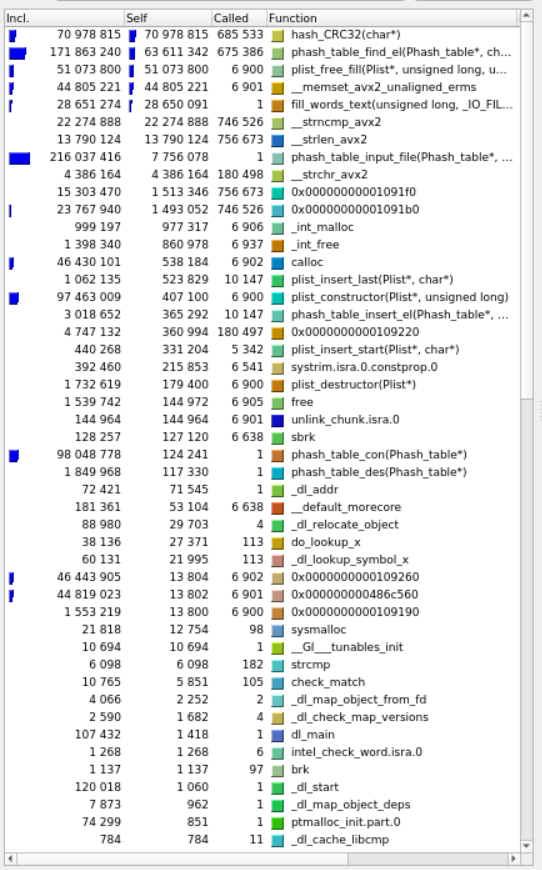 Incl. Self Called Function
70 978 815 70 978 815 685 533 hash_CRC32(char*)
171 863 240 63 611 342 675 386 phash_table_find_el(Phash_table*, ch...
51 073 800 51 073 800 6 900 plist_free_fill(Plist*, unsigned long, u...
44 805 221 44 805 221 6 901 __memset_avx2_unaligned_erms
28 651 274 28 650 091 1 fill_words_text(unsigned long, _IO_FIL...
22 274 888 22 274 888 746 526 __strncmp_avx2
13 790 124 13 790 124 756 673 __strlen_avx2
216 037 416 7 756 078 1 phash_table_input_file(Phash_table*, ...
4 386 164 4 386 164 180 498 __strchr_avx2
15 303 470 1 513 346 756 673 0x00000000001091f0
23 767 940 1 493 052 746 526 0x00000000001091b0
999 197 977 317 6 906 _int_malloc
1 398 340 860 978 6 937 _int_free
46 430 101 538 184 6 902 calloc
1 062 135 523 829 10 147 plist_insert_last(Plist*, char*)
97 463 009 407 100 6 900 plist_constructor(Plist*, unsigned long)
3 018 652 365 292 10 147 phash_table_insert_el(Phash_table*, ...
4 747 132 360 994 180 497 0x0000000000109220
440 268 331 204 5 342 plist_insert_start(Plist*, char*)
392 460 215 853 6 541 systrim.isra.0.constprop.0
1 732 619 179 400 6 900 plist_destructor(Plist*)
1 539 742 144 972 6 905 free
144 964 144 964 6 901 unlink_chunk.isra.0
128 257 127 120 6 638 sbrk
98 048 778 124 241 1 phash_table_con(Phash_table*)
1 849 968 117 330 1 phash_table_des(Phash_table*)
72 421 71 545 1 _dl_addr
181 361 53 104 6 638 __default_morecore
88 980 29 703 4 _dl_relocate_object
38 136 27 371 113 do_lookup_x
60 131 21 995 113 _dl_lookup_symbol_x
46 443 905 13 804 6 902 0x0000000000109260
44 819 023 13 802 6 901 0x000000000486c560
1 553 219 13 800 6 900 0x0000000000109190
21 818 12 754 98 sysmalloc
10 694 10 694 1 __GI___tunables_init
6 098 6 098 182 strcmp
10 765 5 851 105 check_match
4 066 2 252 2 _dl_map_object_from_fd
2 590 1 682 4 _dl_check_map_versions
107 432 1 418 1 dl_main
1 268 1 268 6 intel_check_word.isra.0
1 137 1 137 97 brk
120 018 1 060 1 _dl_start
7 873 962 1 _dl_map_object_deps
74 299 851 1 ptmalloc_init.part.0
784 784 11 _dl_cache_libcmp